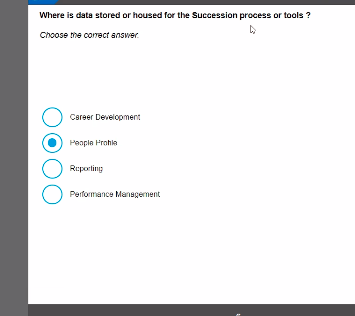 Where is data stored or housed for the Succession process or tools ?
Choose the correct answer.
Career Development
People Profile
Reporting
Performance Management